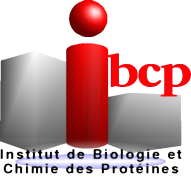 ibcp
Institut de Biologie et
Chimie des Protéines